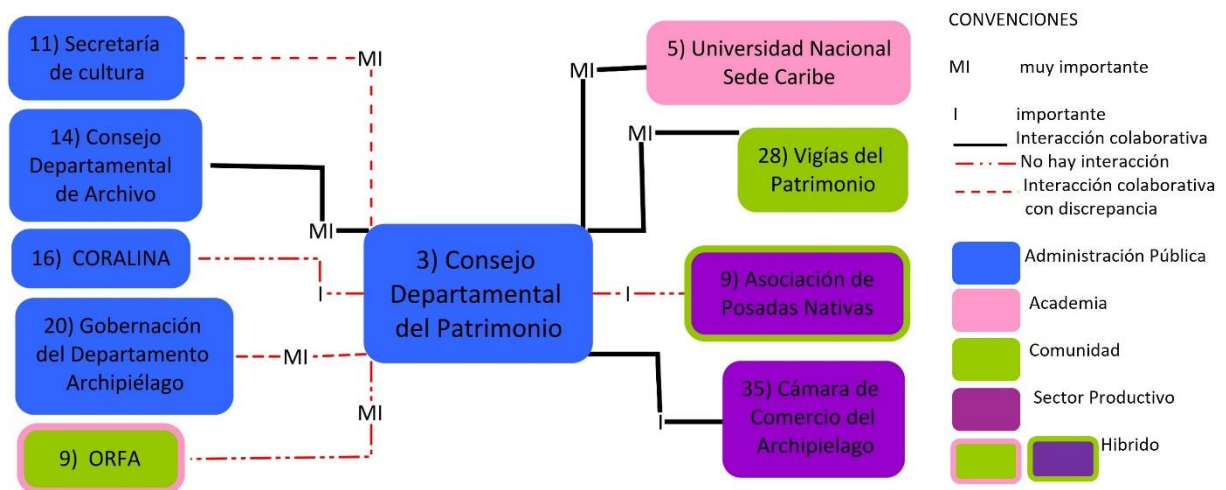 11) Secretaría
de cultura
MI
14) Consejo
Departamental
de Archivo
MI
16) CORALINA
I
20) Gobernación
del Departamento
Archipiélago
MI
9) ORFA
MI
3) Consejo
Departamental
del Patrimonio
5) Universidad Nacional
Sede Caribe
MI
28) Vigías del
Patrimonio
MI
9) Asociación de
Posadas Nativas
I
35) Cámara de
Comercio del
Archipielago
I
CONVENCIONES
MI muy importante
I importante
Interacción colaborativa
No hay interacción
Interacción colaborativa
con discrepancia
Administración Pública
Academia
Comunidad
Sector Productivo
Hibrido